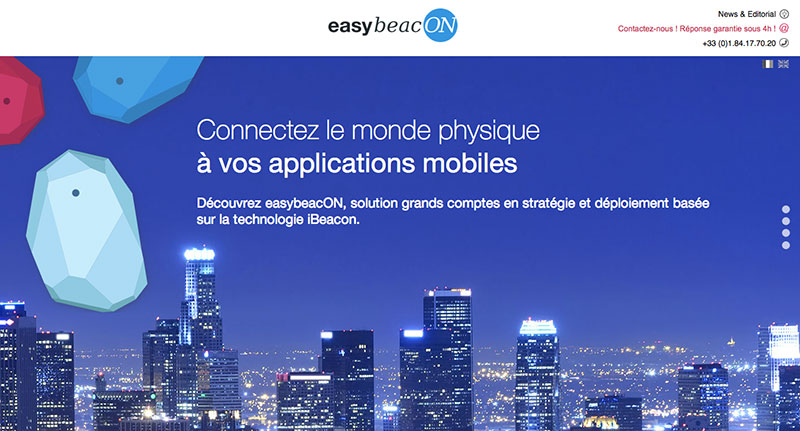 easybeacON
News & Editorial
Contactez-nous ! Réponse garantie sous 4h !
+33 (0)1.84.17.70.20
Connectez le monde physique
à vos applications mobiles
Découvrez easybeacON, solution grands comptes en stratégie et déploiement basée
sur la technologie iBeacon.